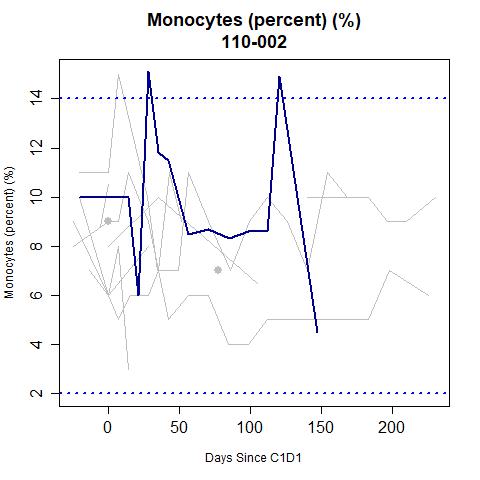 Monocytes (percent) (%)
110-002
Monocytes (percent) (%)
14
12
10
8
6
4
2
0 50 100 150 200
Days Since C1D1